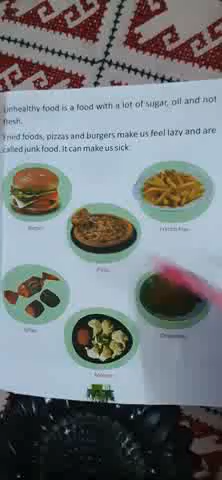 Unhealthy food is a food with a lot of sugar, oil and not
fresh.
Fried foods, pizzas and burgers make us feel lazy and are
called junk food. It can make us sick.
Burger
French Fries
Pizza
Momos